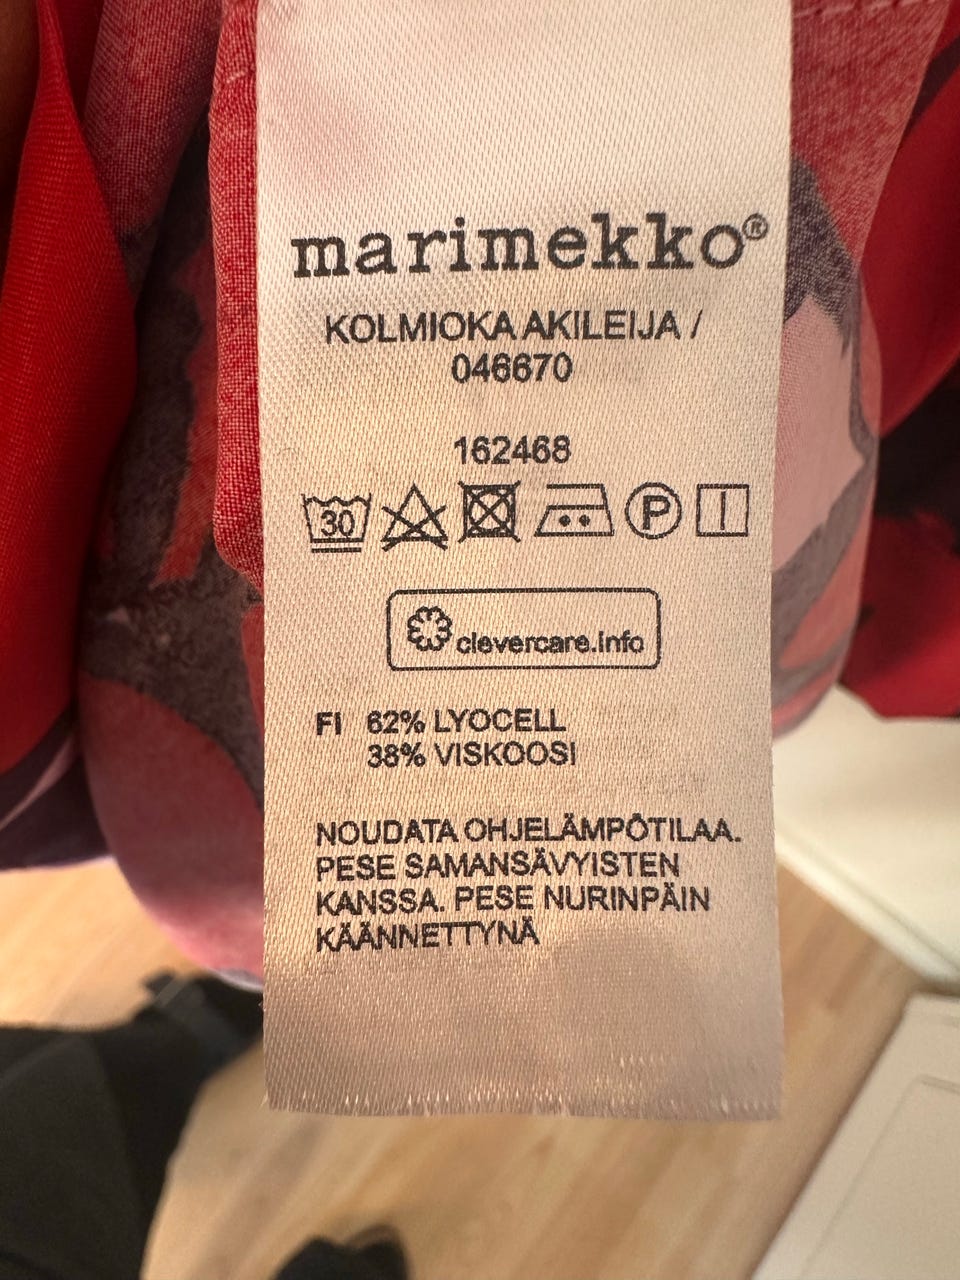 marimekko®
KOLMIOKA AKILEIJA /
046670
162468
30 P
clevercare.info
FI 62% LYOCELL
38% VISKOOSI
NOUDATA OHJELÄMPÖTILAA.
PESE SAMANSÄVYISTEN
KANSSA. PESE NURINPÄIN
KÄÄNNETTYNÄ